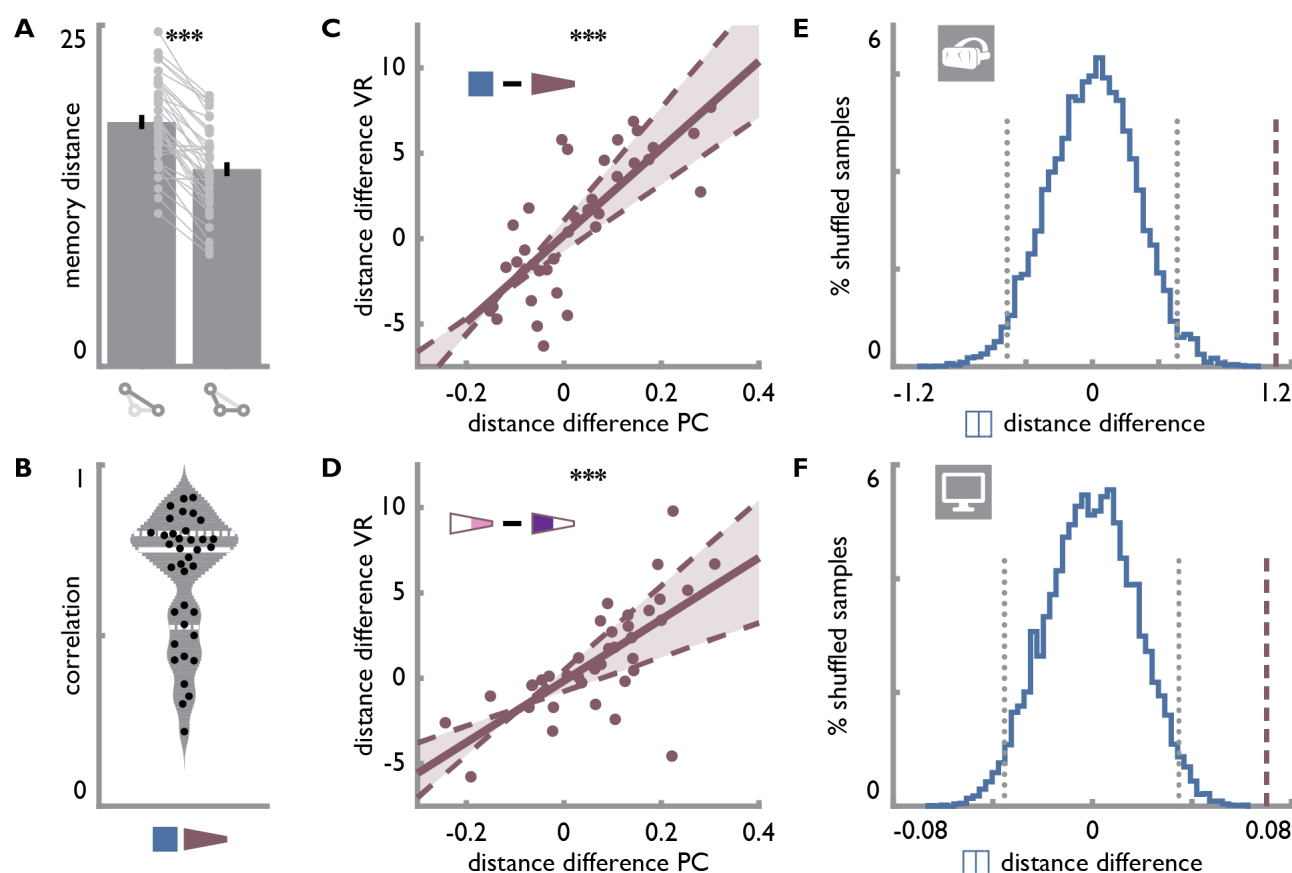 A
25
***
memory distance
0
B
1
correlation
0
C
***
10
5
0
-5
distance difference VR
-0.2
0
0.2
0.4
distance difference PC
D
***
10
5
0
-5
distance difference VR
-0.2
0
0.2
0.4
distance difference PC
E
6
% shuffled samples
0
-1.2
0
1.2
distance difference
F
6
% shuffled samples
0
-0.08
0
0.08
distance difference